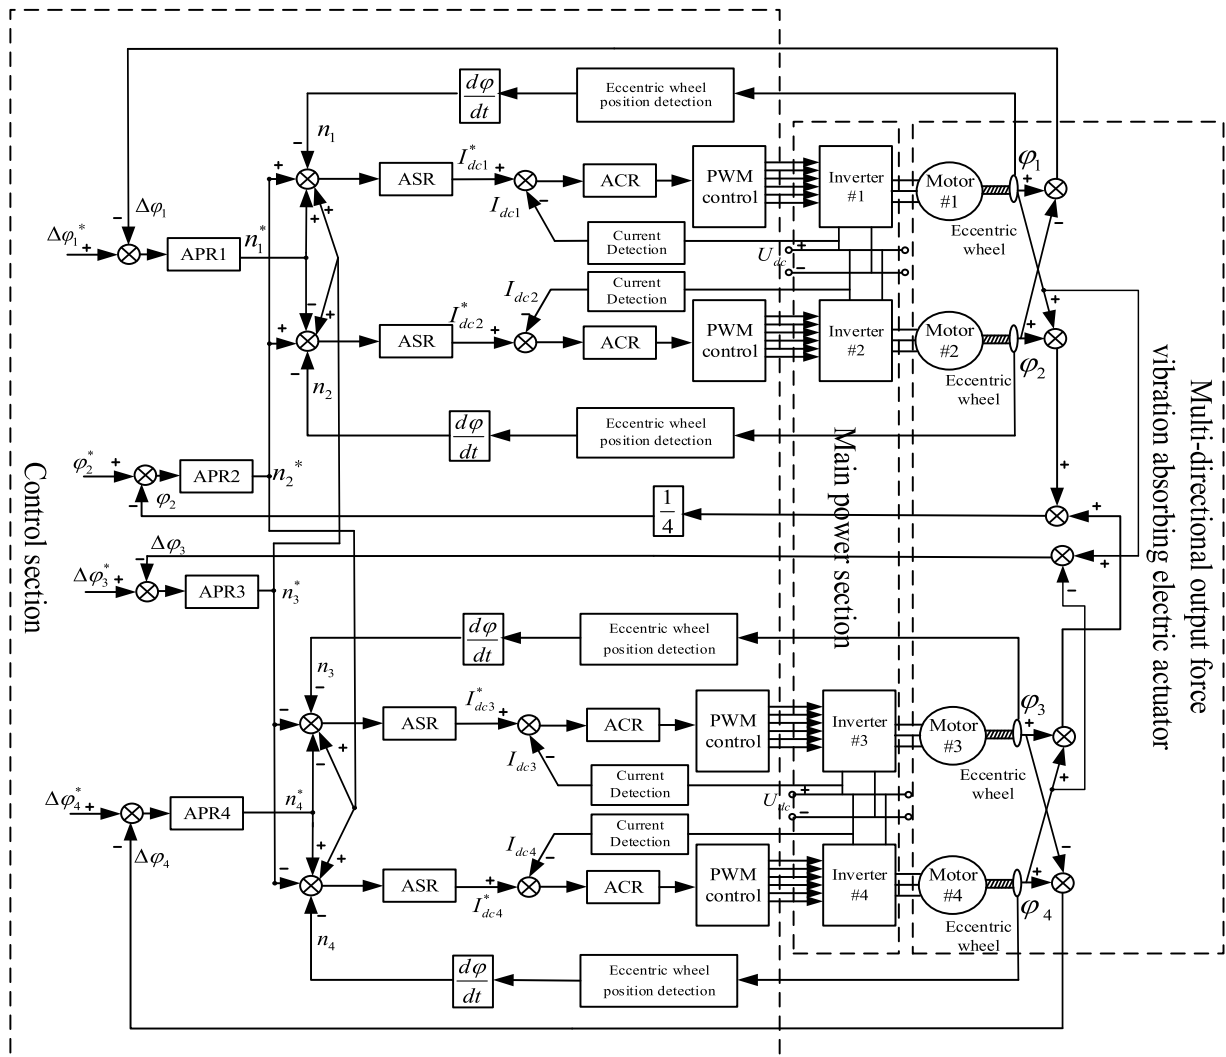 dφ
dt
Eccentric wheel
position detection
n₁
−
+
ASR
I*dc1
+
−
I dc1
ACR
PWM
control
Inverter
#1
Motor
#1
φ₁
+
−
Eccentric
wheel
Δφ₁
−
Δφ₁*
+
APR1
n₁*
+
+
Current
Detection
U dc
+
−
Current
Detection
I dc2
−
+
+
−
ASR
I*dc2
+
−
ACR
PWM
control
Inverter
#2
Motor
#2
φ₂
+
+
Eccentric
wheel
n₂
dφ
dt
Eccentric wheel
position detection
φ₂*
+
−
φ₂
APR2
n₂*
1
4
+
+
Δφ₃
−
Δφ₃*
+
APR3
n₃*
+
−
dφ
dt
Eccentric wheel
position detection
n₃
−
−
−
+
ASR
I*dc3
+
−
I dc3
ACR
PWM
control
Inverter
#3
Motor
#3
φ₃
+
+
Eccentric
wheel
Current
Detection
U dc
+
−
Δφ₄*
+
−
Δφ₄
APR4
n₄*
Current
Detection
I dc4
−
+
+
−
−
ASR
I*dc4
+
ACR
PWM
control
Inverter
#4
Motor
#4
φ₄
+
−
Eccentric
wheel
n₄
dφ
dt
Eccentric wheel
position detection
Control section
Main power section
Multi-directional output force
vibration absorbing electric actuator